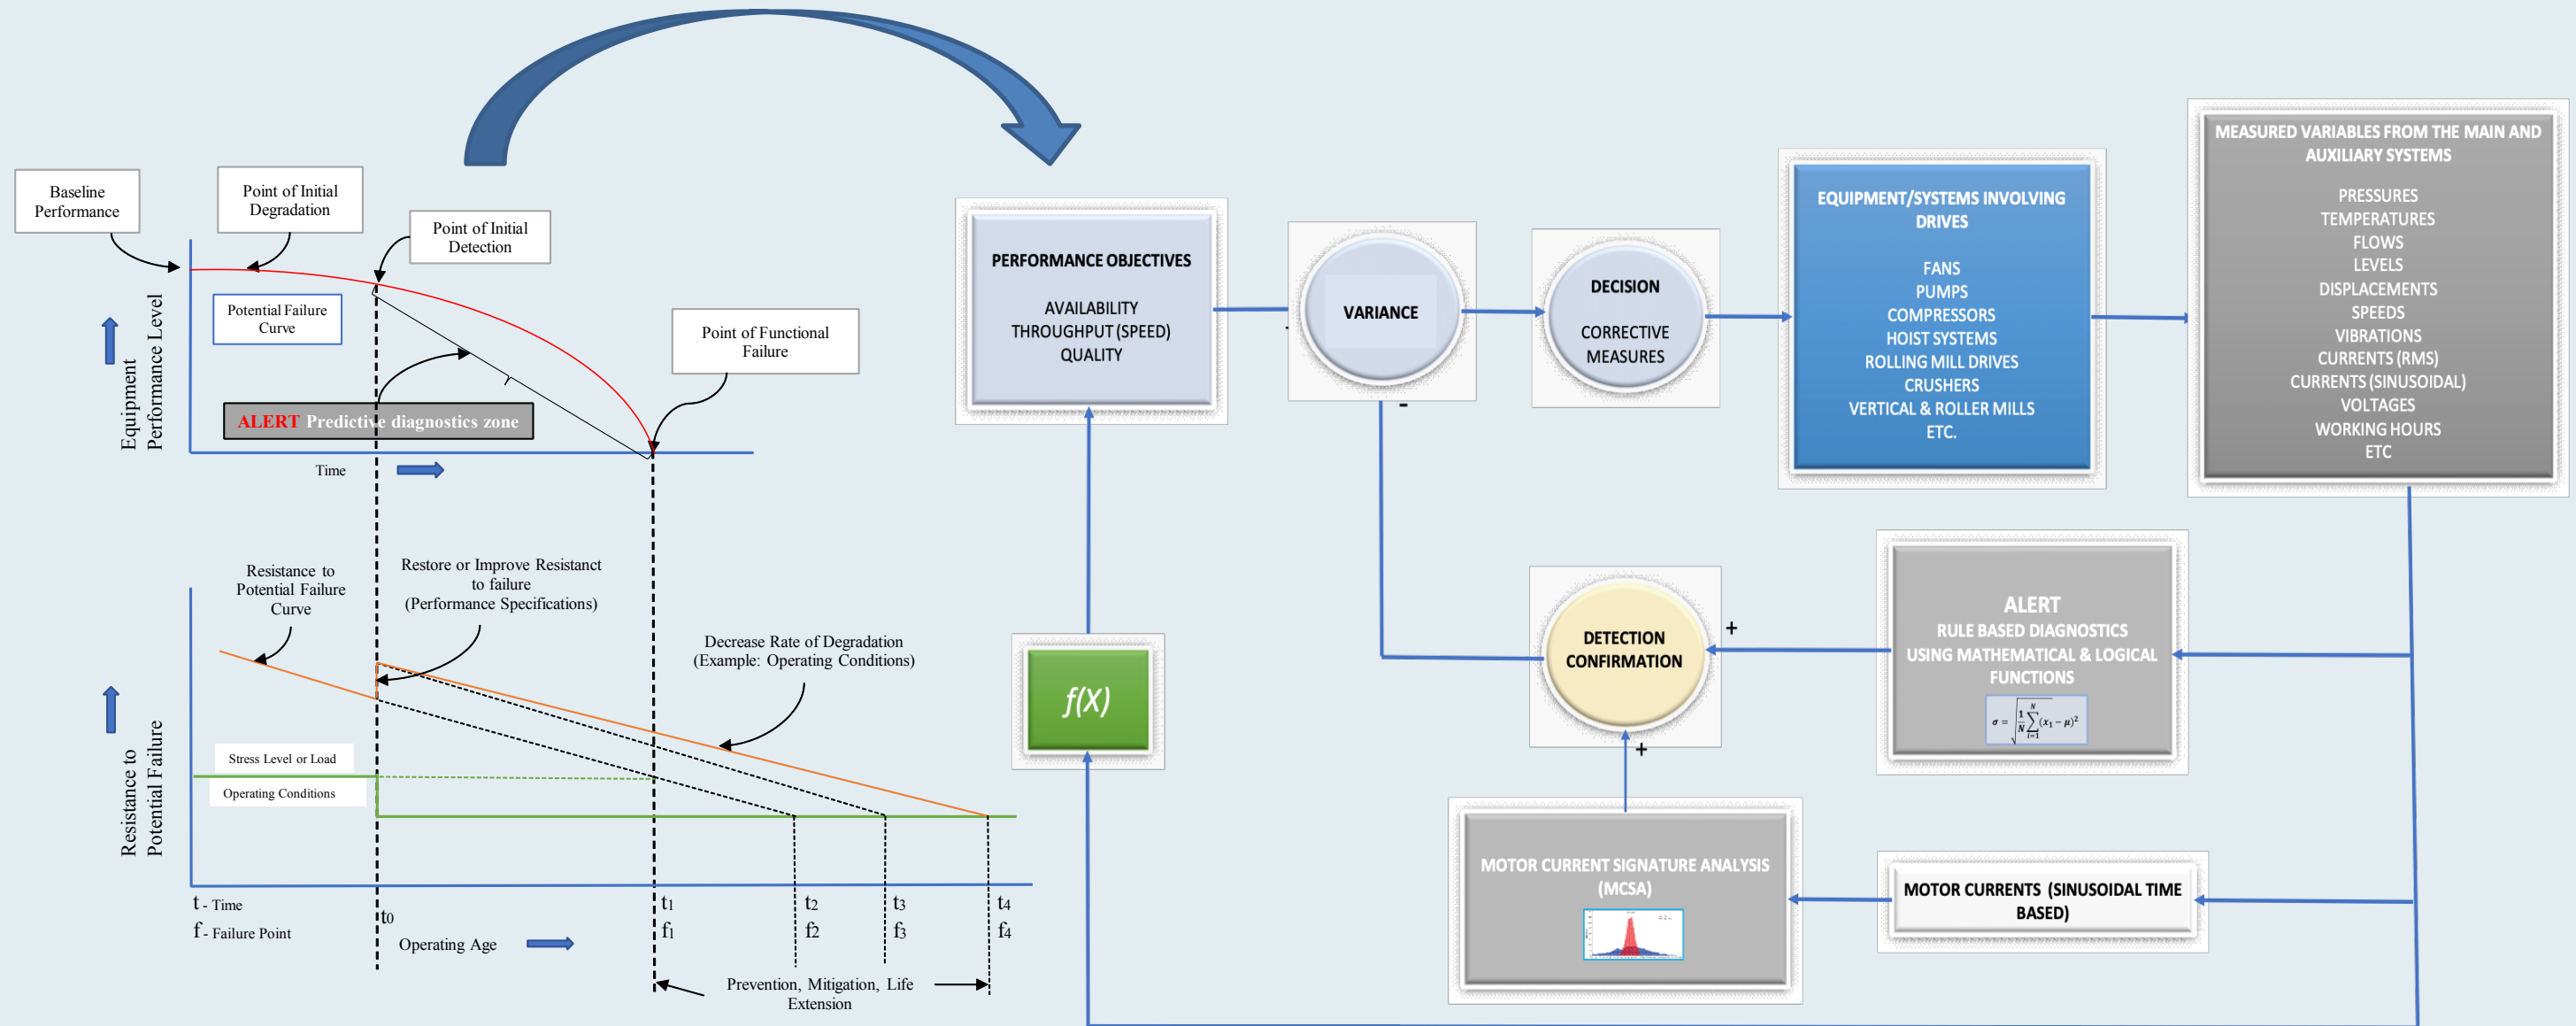 Baseline
Performance
Point of Initial
Degradation
Point of Initial
Detection
Potential Failure
Curve
Point of Functional
Failure
ALERT Predictive diagnostics zone
Equipment
Performance Level
Time
Resistance to
Potential Failure
Curve
Restore or Improve Resistanct
to failure
(Performance Specifications)
Decrease Rate of Degradation
(Example: Operating Conditions)
Stress Level or Load
Operating Conditions
Resistance to
Potential Failure
t - Time
f - Failure Point
t0
Operating Age
t1
f1
t2
f2
t3
f3
t4
f4
Prevention, Mitigation, Life
Extension
PERFORMANCE OBJECTIVES
AVAILABILITY
THROUGHPUT (SPEED)
QUALITY
VARIANCE
-
DECISION
CORRECTIVE
MEASURES
EQUIPMENT/SYSTEMS INVOLVING
DRIVES
FANS
PUMPS
COMPRESSORS
HOIST SYSTEMS
ROLLING MILL DRIVES
CRUSHERS
VERTICAL & ROLLER MILLS
ETC.
MEASURED VARIABLES FROM THE MAIN AND
AUXILIARY SYSTEMS
PRESSURES
TEMPERATURES
FLOWS
LEVELS
DISPLACEMENTS
SPEEDS
VIBRATIONS
CURRENTS (RMS)
CURRENTS (SINUSOIDAL)
VOLTAGES
WORKING HOURS
ETC
f(X)
DETECTION
CONFIRMATION
+
+
ALERT
RULE BASED DIAGNOSTICS
USING MATHEMATICAL & LOGICAL
FUNCTIONS
σ = √(1/N ∑_{i=1}^{N} (x₁ − μ)²)
MOTOR CURRENT SIGNATURE ANALYSIS
(MCSA)
MOTOR CURRENTS (SINUSOIDAL TIME
BASED)